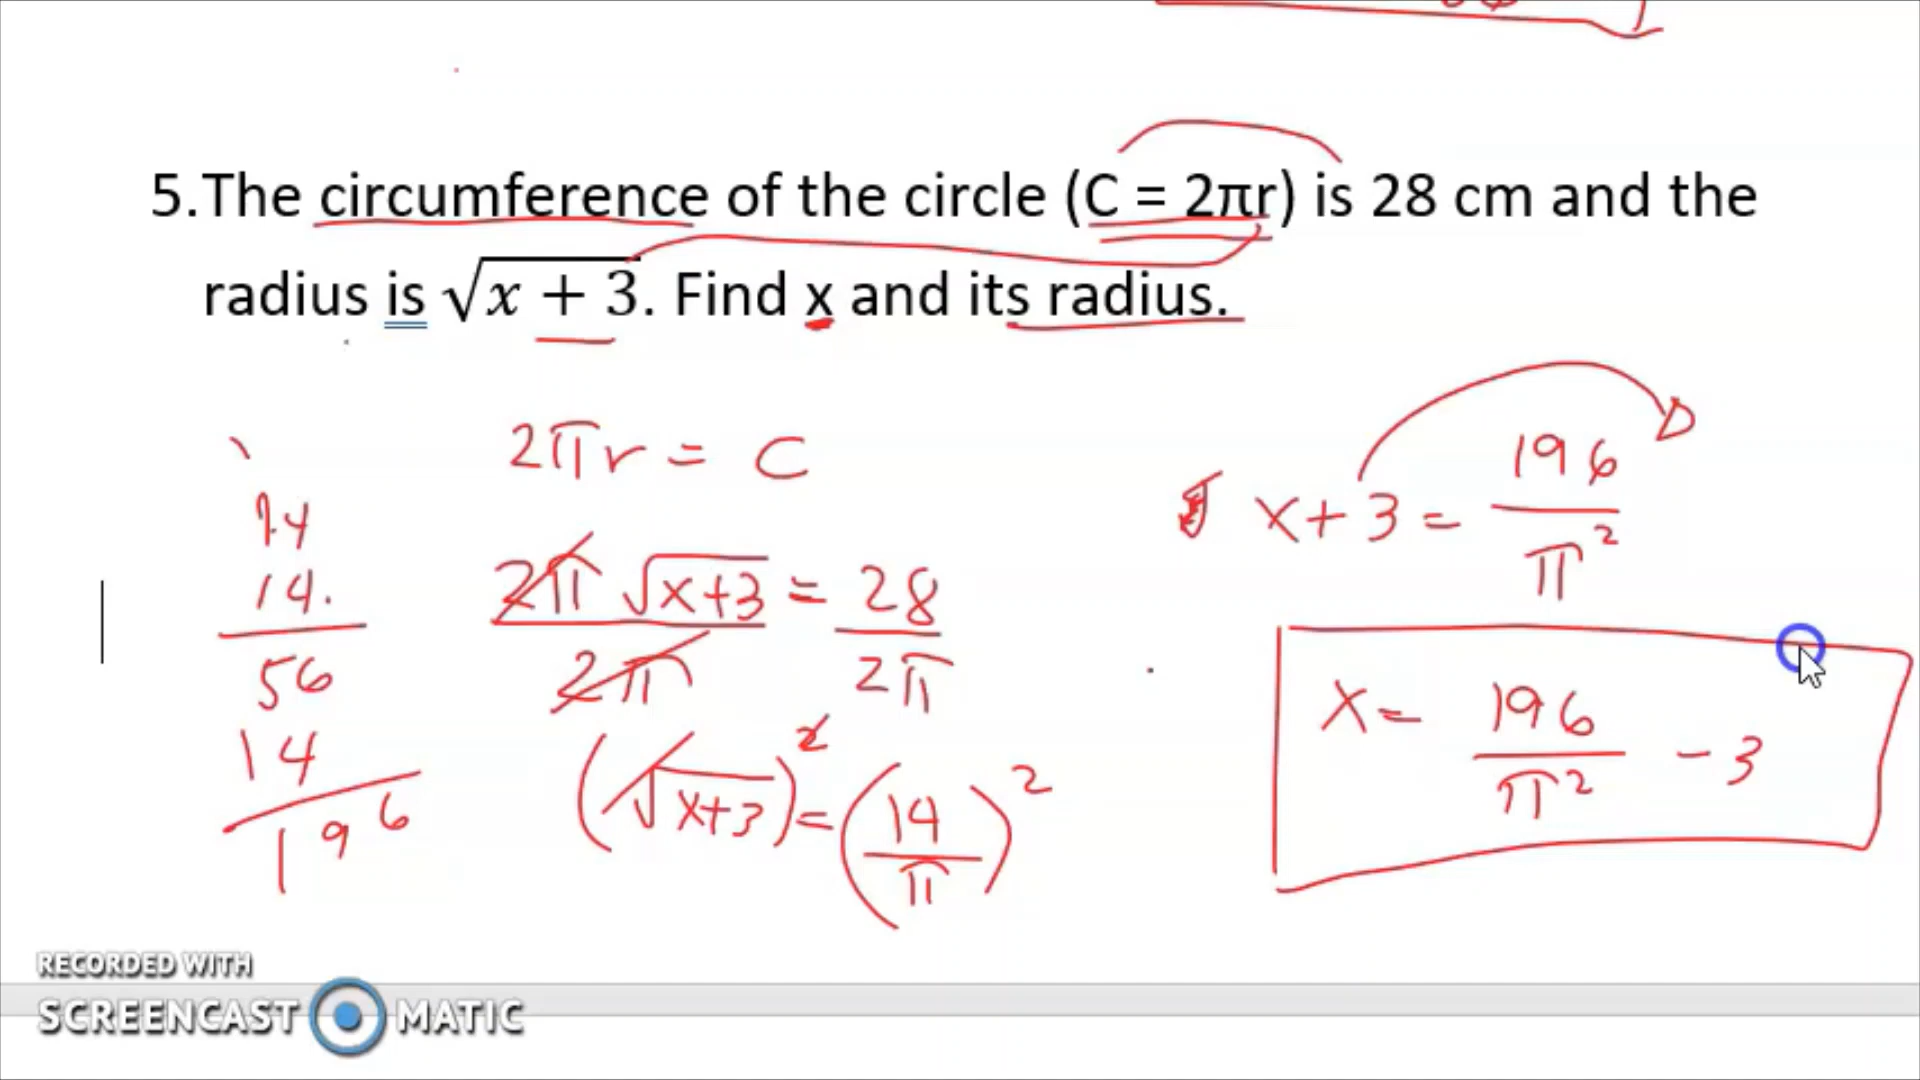 5.The circumference of the circle (C = 2πr) is 28 cm and the
radius is √x + 3. Find x and its radius.
2πr = C
14
14.
56
14
196
2π √x+3 = 28
2π 2π
(√x+3)² = (14/π)²
x+3 = 196/π²
x = 196/π² - 3
RECORDED WITH
SCREENCAST MATIC